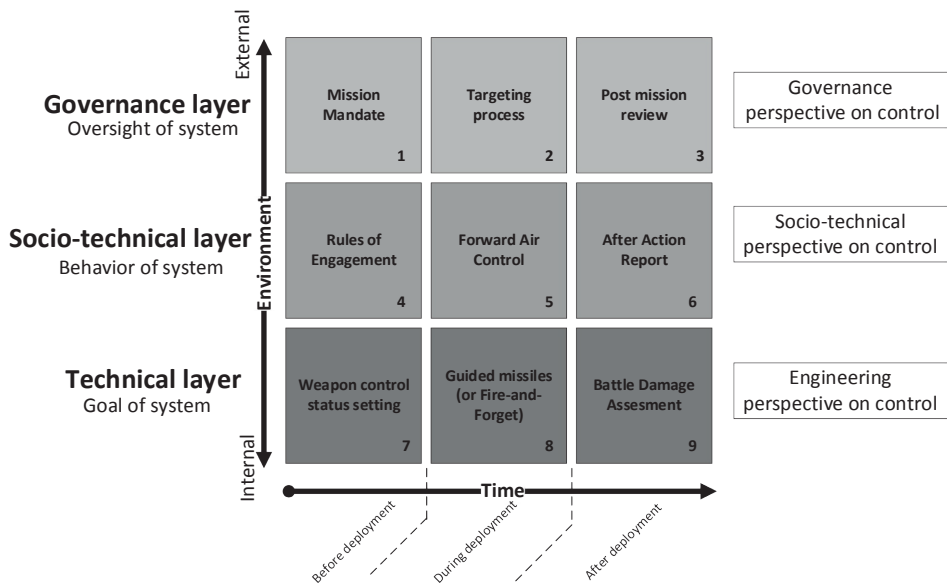 External
Governance layer
Oversight of system
Mission
Mandate
1
Targeting
process
2
Post mission
review
3
Governance
perspective on control
Environment
Socio-technical layer
Behavior of system
Rules of
Engagement
4
Forward Air
Control
5
After Action
Report
6
Socio-technical
perspective on control
Technical layer
Goal of system
Weapon control
status setting
7
Guided missiles
(or Fire-and-
Forget)
8
Battle Damage
Assesment
9
Engineering
perspective on control
Internal
Time
Before deployment
During deployment
After deployment